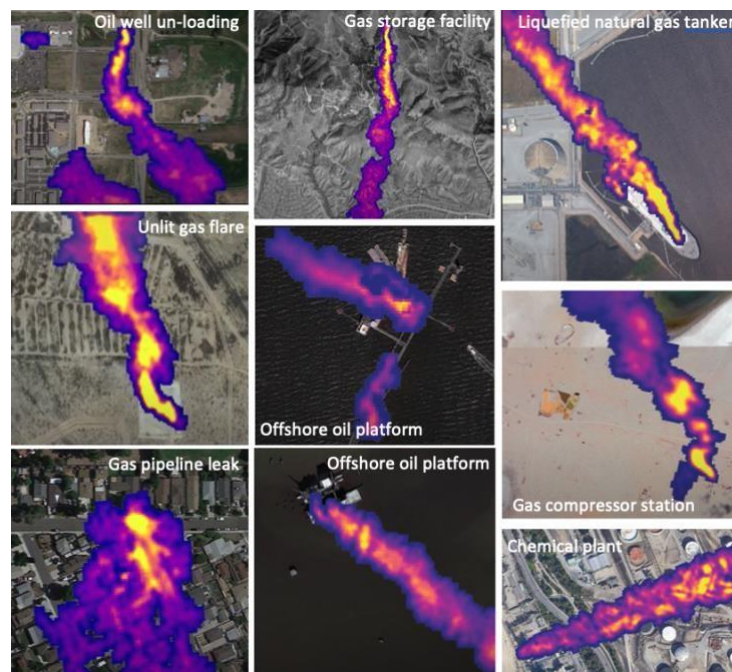 Oil well un-loading
Gas storage facility
Liquefied natural gas tanker
Unlit gas flare
Offshore oil platform
Gas compressor station
Gas pipeline leak
Offshore oil platform
Chemical plant